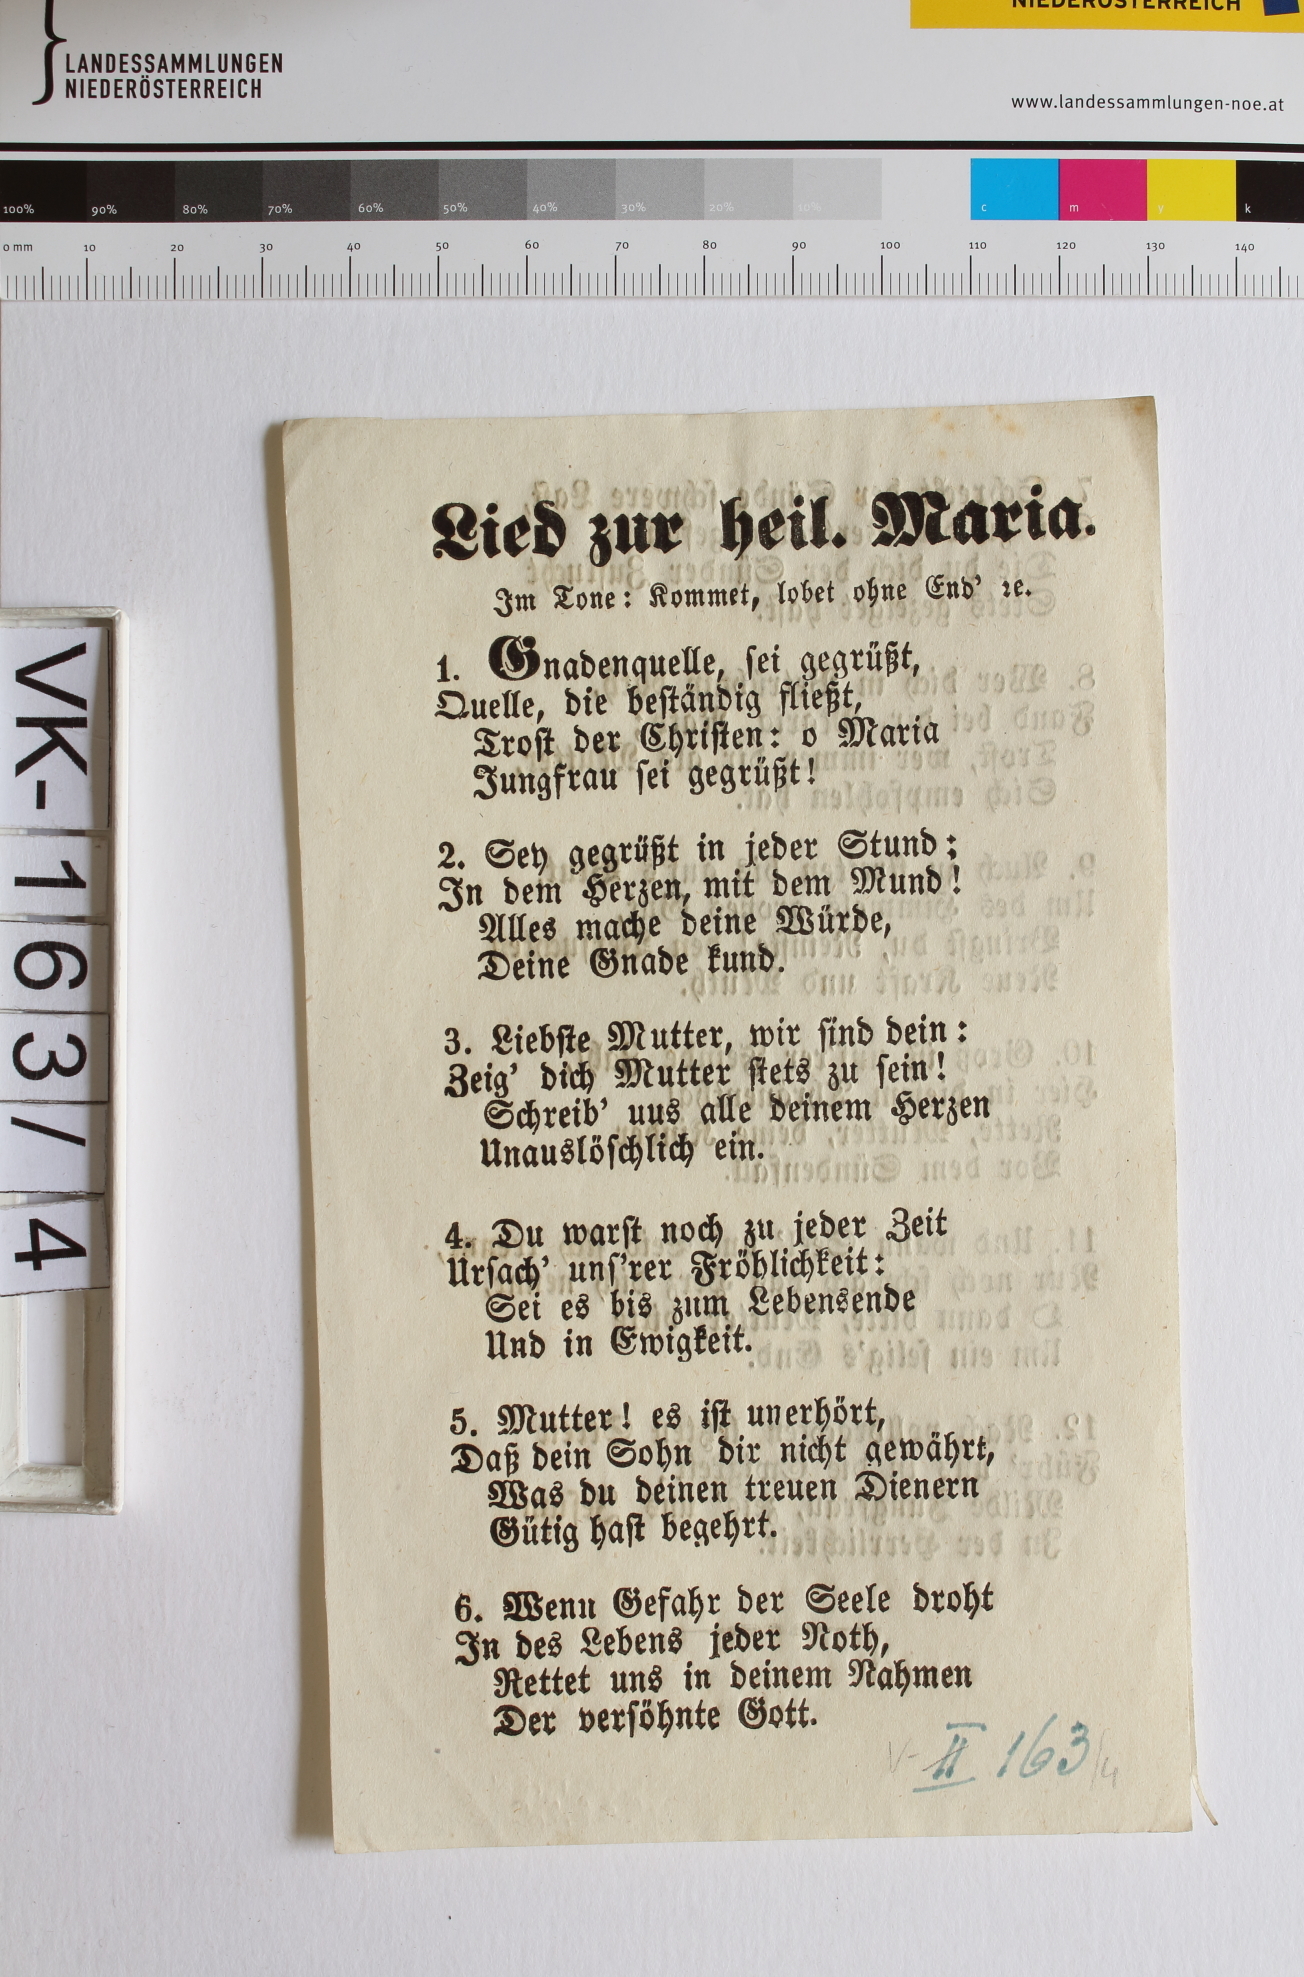 NIEDERÖSTERREICH
LANDESSAMMLUNGEN
NIEDERÖSTERREICH
www.landessammlungen-noe.at
100% 90% 80% 70% 60% 50% 40% 30% 20% 10% c m y k
0 mm 10 20 30 40 50 60 70 80 90 100 110 120 130 140
VK-163/4
Lied zur heil. Maria.
Im Tone: Kommet, lobet ohne End' ꝛe.
1. Gnadenquelle, sei gegrüßt,
Quelle, die beständig fließt,
Trost der Christen: o Maria
Jungfrau sei gegrüßt!
2. Sey gegrüßt in jeder Stund;
In dem Herzen, mit dem Mund!
Alles mache deine Würde,
Deine Gnade kund.
3. Liebste Mutter, wir sind dein:
Zeig' dich Mutter stets zu sein!
Schreib' uus alle deinem Herzen
Unauslöschlich ein.
4. Du warst noch zu jeder Zeit
Ursach' uns'rer Fröhlichkeit:
Sei es bis zum Lebensende
Und in Ewigkeit.
5. Mutter! es ist unerhört,
Daß dein Sohn dir nicht gewährt,
Was du deinen treuen Dienern
Gütig hast begehrt.
6. Wenu Gefahr der Seele droht
In des Lebens jeder Noth,
Rettet uns in deinem Nahmen
Der versöhnte Gott.
V-II 163/4